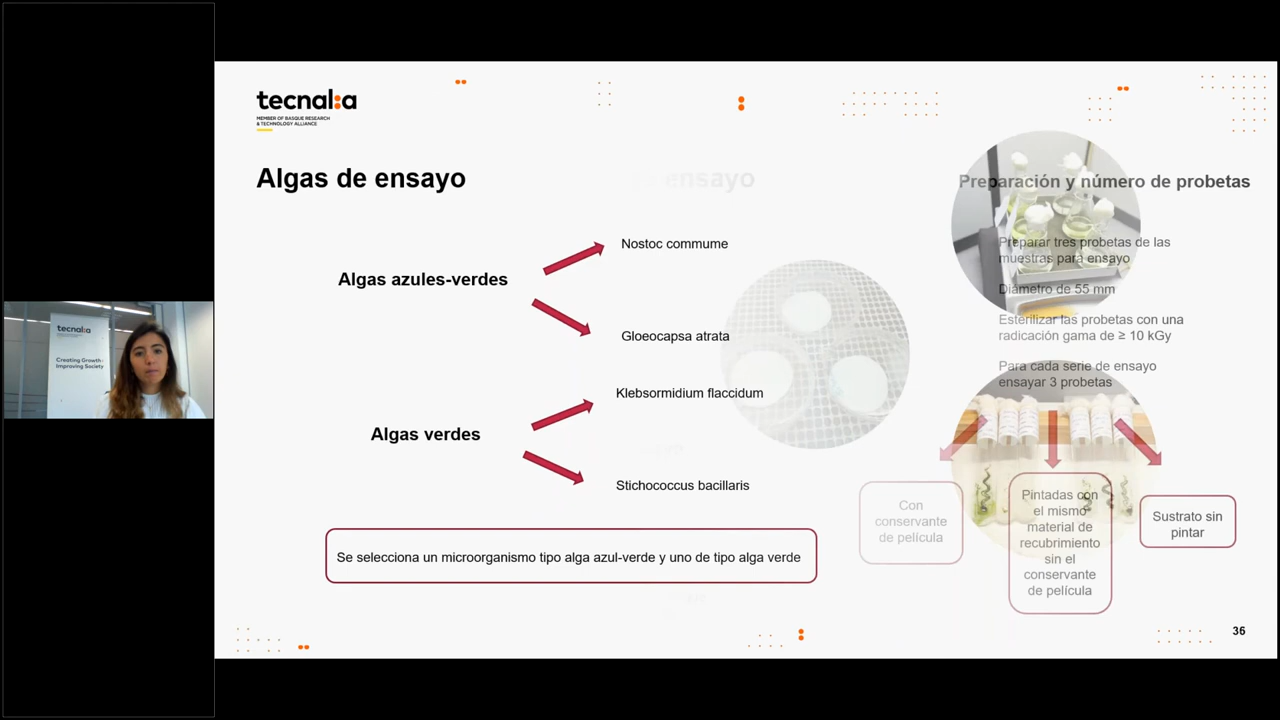 tecnal:a
MEMBER OF BASQUE RESEARCH
& TECHNOLOGY ALLIANCE
Algas de ensayo
ensayo
Preparación y número de probetas
Nostoc commume
Algas azules-verdes
Gloeocapsa atrata
Klebsormidium flaccidum
Algas verdes
Stichococcus bacillaris
Se selecciona un microorganismo tipo alga azul-verde y uno de tipo alga verde
Preparar tres probetas de las
muestras para ensayo
Diámetro de 55 mm
Esterilizar las probetas con una
radicación gama de ≥ 10 kGy
Para cada serie de ensayo
ensayar 3 probetas
Con
conservante
de película
Pintadas con
el mismo
material de
recubrimiento
sin el
conservante
de película
Sustrato sin
pintar
36
tecnal:a
Creating Growth
Improving Society